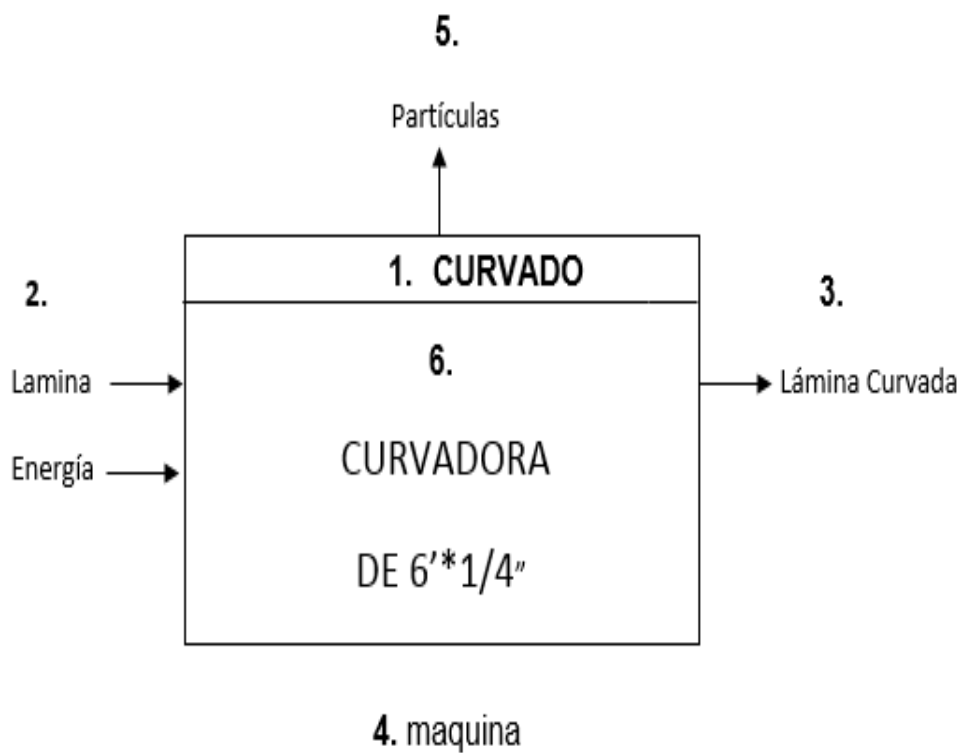 5.
Partículas
1. CURVADO
2.
3.
6.
Lamina
Lámina Curvada
Energía
CURVADORA
DE 6'*1/4"
4. maquina